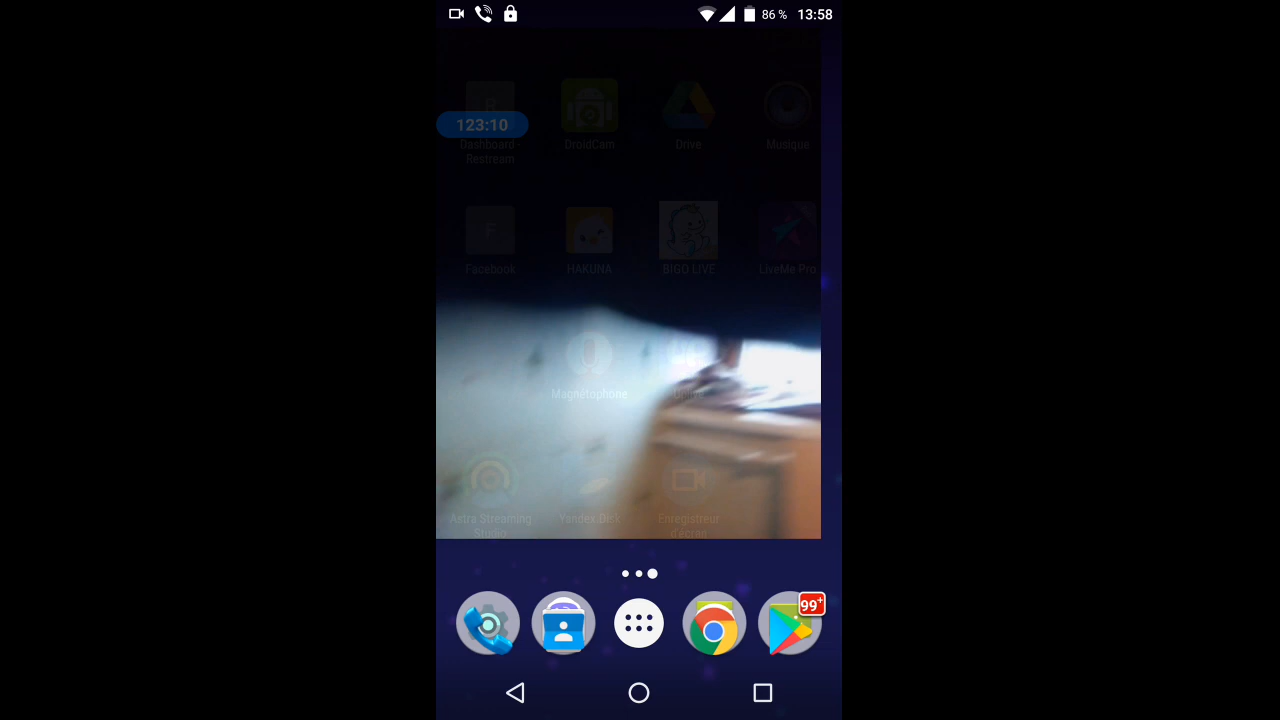 86 % 13:58
R
123:10
Dashboard -
Restream
DroidCam
Drive
Musique
F
Facebook
HAKUNA
BIGO LIVE
LiveMe Pro
Magnétophone
Astra Streaming
Studio
Yandex.Disk
Enregistreur
d'écran
99+